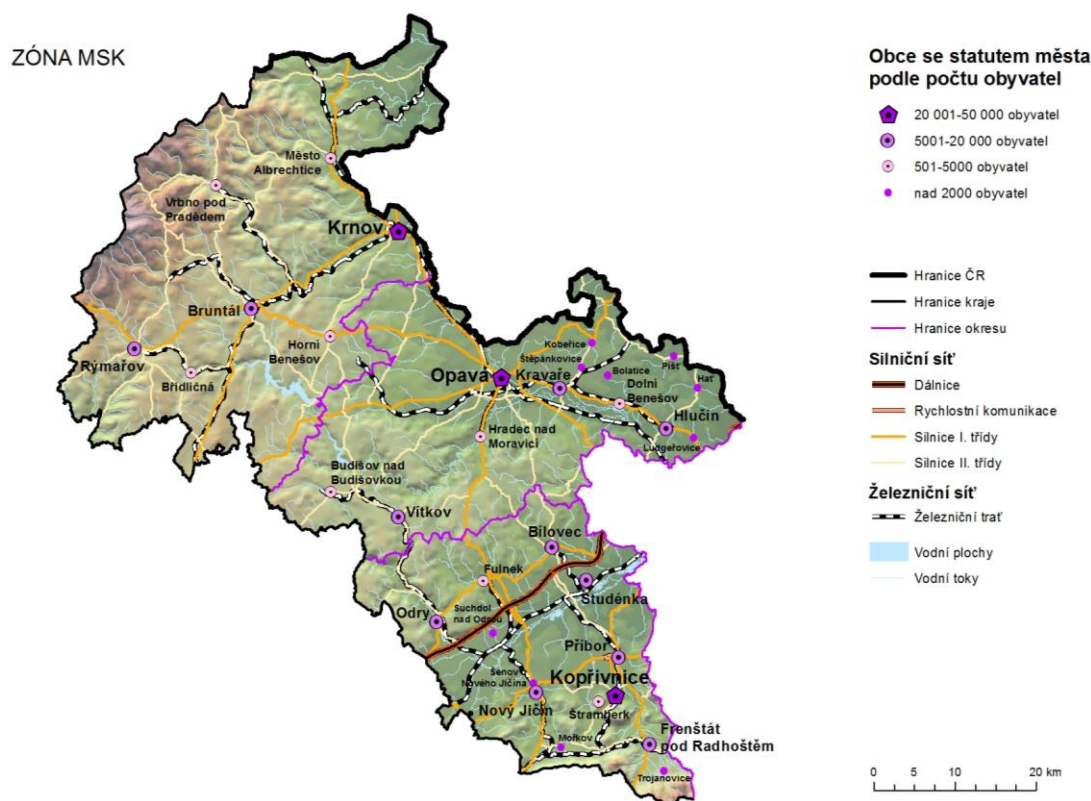 ZÓNA MSK
Město
Albrechtice
Vrbno pod
Pradědem
Krnov
Bruntál
Horní
Benešov
Rýmařov
Břidličná
Opava
Kobeřice
Štěpánkovice
Kravaře
Bolatice
Píšť
Hať
Dolní
Benešov
Hlučín
Ludgeřovice
Hradec nad
Moravicí
Budišov nad
Budišovkou
Vítkov
Bílovec
Fulnek
Studénka
Odry
Suchdol
nad Odrou
Příbor
Šenov
Nového Jičína
Kopřivnice
Nový Jičín
Štramberk
Mořkov
Frenštát
pod Radhoštěm
Trojanovice
Obce se statutem města
podle počtu obyvatel
20 001-50 000 obyvatel
5001-20 000 obyvatel
501-5000 obyvatel
nad 2000 obyvatel
Hranice ČR
Hranice kraje
Hranice okresu
Silniční síť
Dálnice
Rychlostní komunikace
Silnice I. třídy
Silnice II. třídy
Železniční síť
Železniční trať
Vodní plochy
Vodní toky
0 5 10 20 km